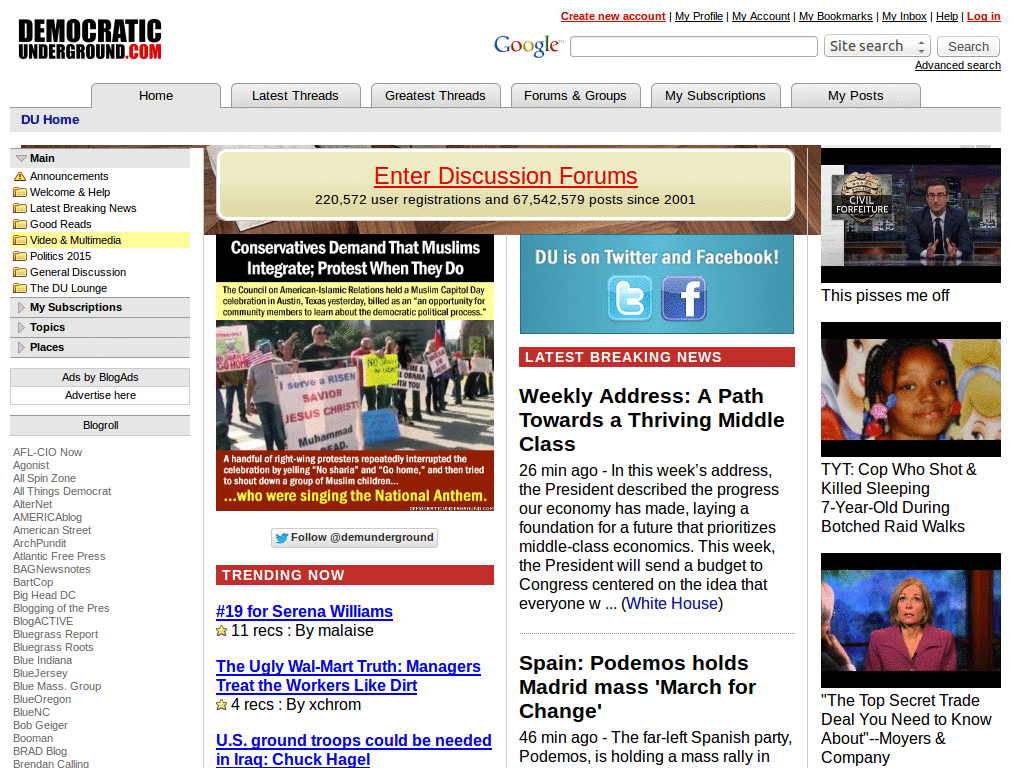 DEMOCRATIC
UNDERGROUND.COM
Create new account | My Profile | My Account | My Bookmarks | My Inbox | Help | Log in
Google™ Site search Search
Advanced search
Home Latest Threads Greatest Threads Forums & Groups My Subscriptions My Posts
DU Home
Main
Announcements
Welcome & Help
Latest Breaking News
Good Reads
Video & Multimedia
Politics 2015
General Discussion
The DU Lounge
My Subscriptions
Topics
Places
Ads by BlogAds
Advertise here
Blogroll
AFL-CIO Now
Agonist
All Spin Zone
All Things Democrat
AlterNet
AMERICAblog
American Street
ArchPundit
Atlantic Free Press
BAGNewsnotes
BartCop
Big Head DC
Blogging of the Pres
BlogACTIVE
Bluegrass Report
Bluegrass Roots
Blue Indiana
BlueJersey
Blue Mass. Group
BlueOregon
BlueNC
Bob Geiger
Booman
BRAD Blog
Brendan Calling
Enter Discussion Forums
220,572 user registrations and 67,542,579 posts since 2001
Conservatives Demand That Muslims
Integrate; Protest When They Do
The Council on American-Islamic Relations held a Muslim Capitol Day
celebration in Austin, Texas yesterday, billed as an "an opportunity for
community members to learn about the democratic political process."
I serve a RISEN
SAVIOR
JESUS CHRIST!
Muhammad
DEAD.
A handful of right-wing protesters repeatedly interrupted the
celebration by yelling "No sharia" and "Go home," and then tried
to shout down a group of Muslim children...
...who were singing the National Anthem.
DEMOCRATICUNDERGROUND.COM
Follow @demunderground
TRENDING NOW
#19 for Serena Williams
11 recs : By malaise
The Ugly Wal-Mart Truth: Managers
Treat the Workers Like Dirt
4 recs : By xchrom
U.S. ground troops could be needed
in Iraq: Chuck Hagel
DU is on Twitter and Facebook!
LATEST BREAKING NEWS
Weekly Address: A Path
Towards a Thriving Middle
Class
26 min ago - In this week's address,
the President described the progress
our economy has made, laying a
foundation for a future that prioritizes
middle-class economics. This week,
the President will send a budget to
Congress centered on the idea that
everyone w ... (White House)
Spain: Podemos holds
Madrid mass 'March for
Change'
46 min ago - The far-left Spanish party,
Podemos, is holding a mass rally in
CIVIL
FORFEITURE
This pisses me off
TYT: Cop Who Shot &
Killed Sleeping
7-Year-Old During
Botched Raid Walks
"The Top Secret Trade
Deal You Need to Know
About"--Moyers &
Company